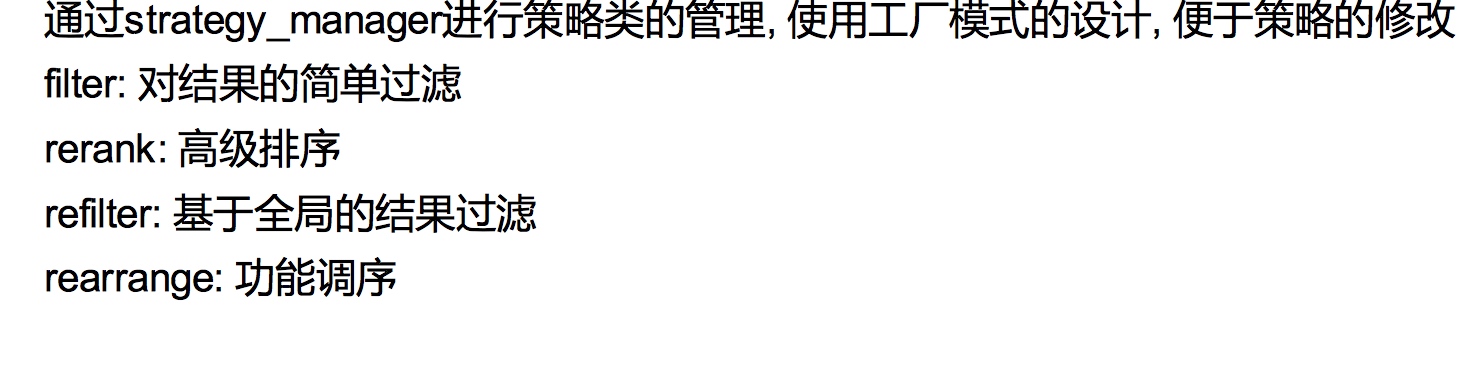 通过strategy_manager进行策略类的管理, 使用工厂模式的设计, 便于策略的修改
filter: 对结果的简单过滤
rerank: 高级排序
refilter: 基于全局的结果过滤
rearrange: 功能调序